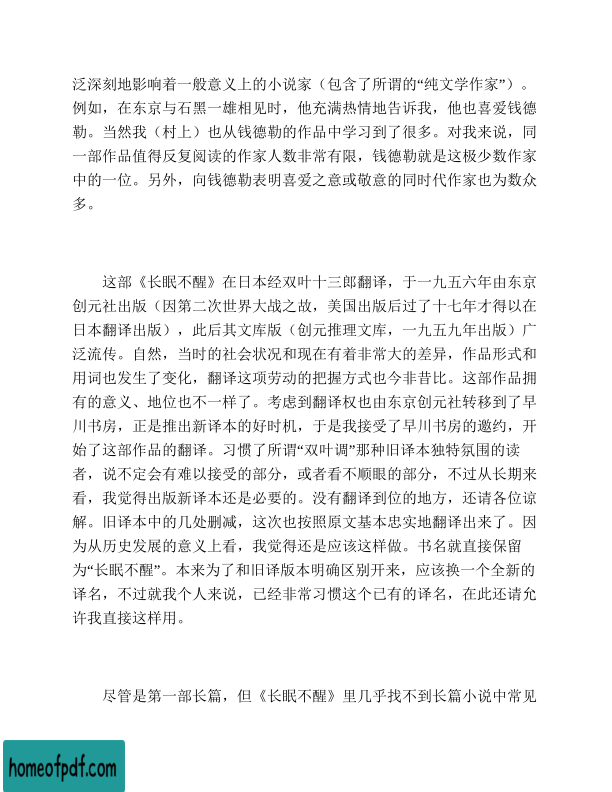 泛深刻地影响着一般意义上的小说家（包含了所谓的“纯文学作家”）。
例如，在东京与石黑一雄相见时，他充满热情地告诉我，他也喜爱钱德
勒。当然我（村上）也从钱德勒的作品中学习到了很多。对我来说，同
一部作品值得反复阅读的作家人数非常有限，钱德勒就是这极少数作家
中的一位。另外，向钱德勒表明喜爱之意或敬意的同时代作家也为数众
多。
这部《长眠不醒》在日本经双叶十三郎翻译，于一九五六年由东京
创元社出版（因第二次世界大战之故，美国出版后过了十七年才得以在
日本翻译出版），此后其文库版（创元推理文库，一九五九年出版）广
泛流传。自然，当时的社会状况和现在有着非常大的差异，作品形式和
用词也发生了变化，翻译这项劳动的把握方式也今非昔比。这部作品拥
有的意义、地位也不一样了。考虑到翻译权也由东京创元社转移到了早
川书房，正是推出新译本的好时机，于是我接受了早川书房的邀约，开
始了这部作品的翻译。习惯了所谓“双叶调”那种旧译本独特氛围的读
者，说不定会有难以接受的部分，或者看不顺眼的部分，不过从长期来
看，我觉得出版新译本还是必要的。没有翻译到位的地方，还请各位谅
解。旧译本中的几处删减，这次也按照原文基本忠实地翻译出来了。因
为从历史发展的意义上看，我觉得还是应该这样做。书名就直接保留
为“长眠不醒”。本来为了和旧译版本明确区别开来，应该换一个全新的
译名，不过就我个人来说，已经非常习惯这个已有的译名，在此还请允
许我直接这样用。
尽管是第一部长篇，但《长眠不醒》里几乎找不到长篇小说中常见
homeofpdf.com